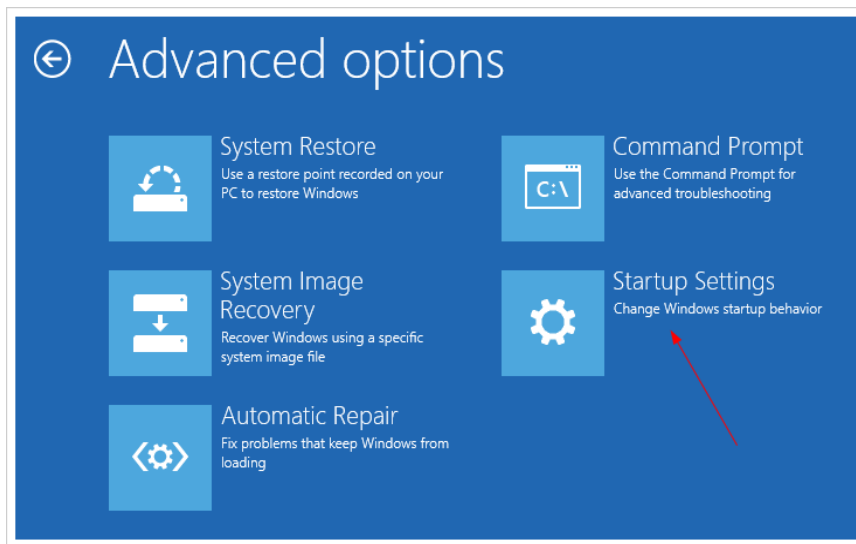 Advanced options
System Restore
Use a restore point recorded on your
PC to restore Windows
Command Prompt
Use the Command Prompt for
advanced troubleshooting
C:\
System Image
Recovery
Recover Windows using a specific
system image file
Startup Settings
Change Windows startup behavior
Automatic Repair
Fix problems that keep Windows from
loading